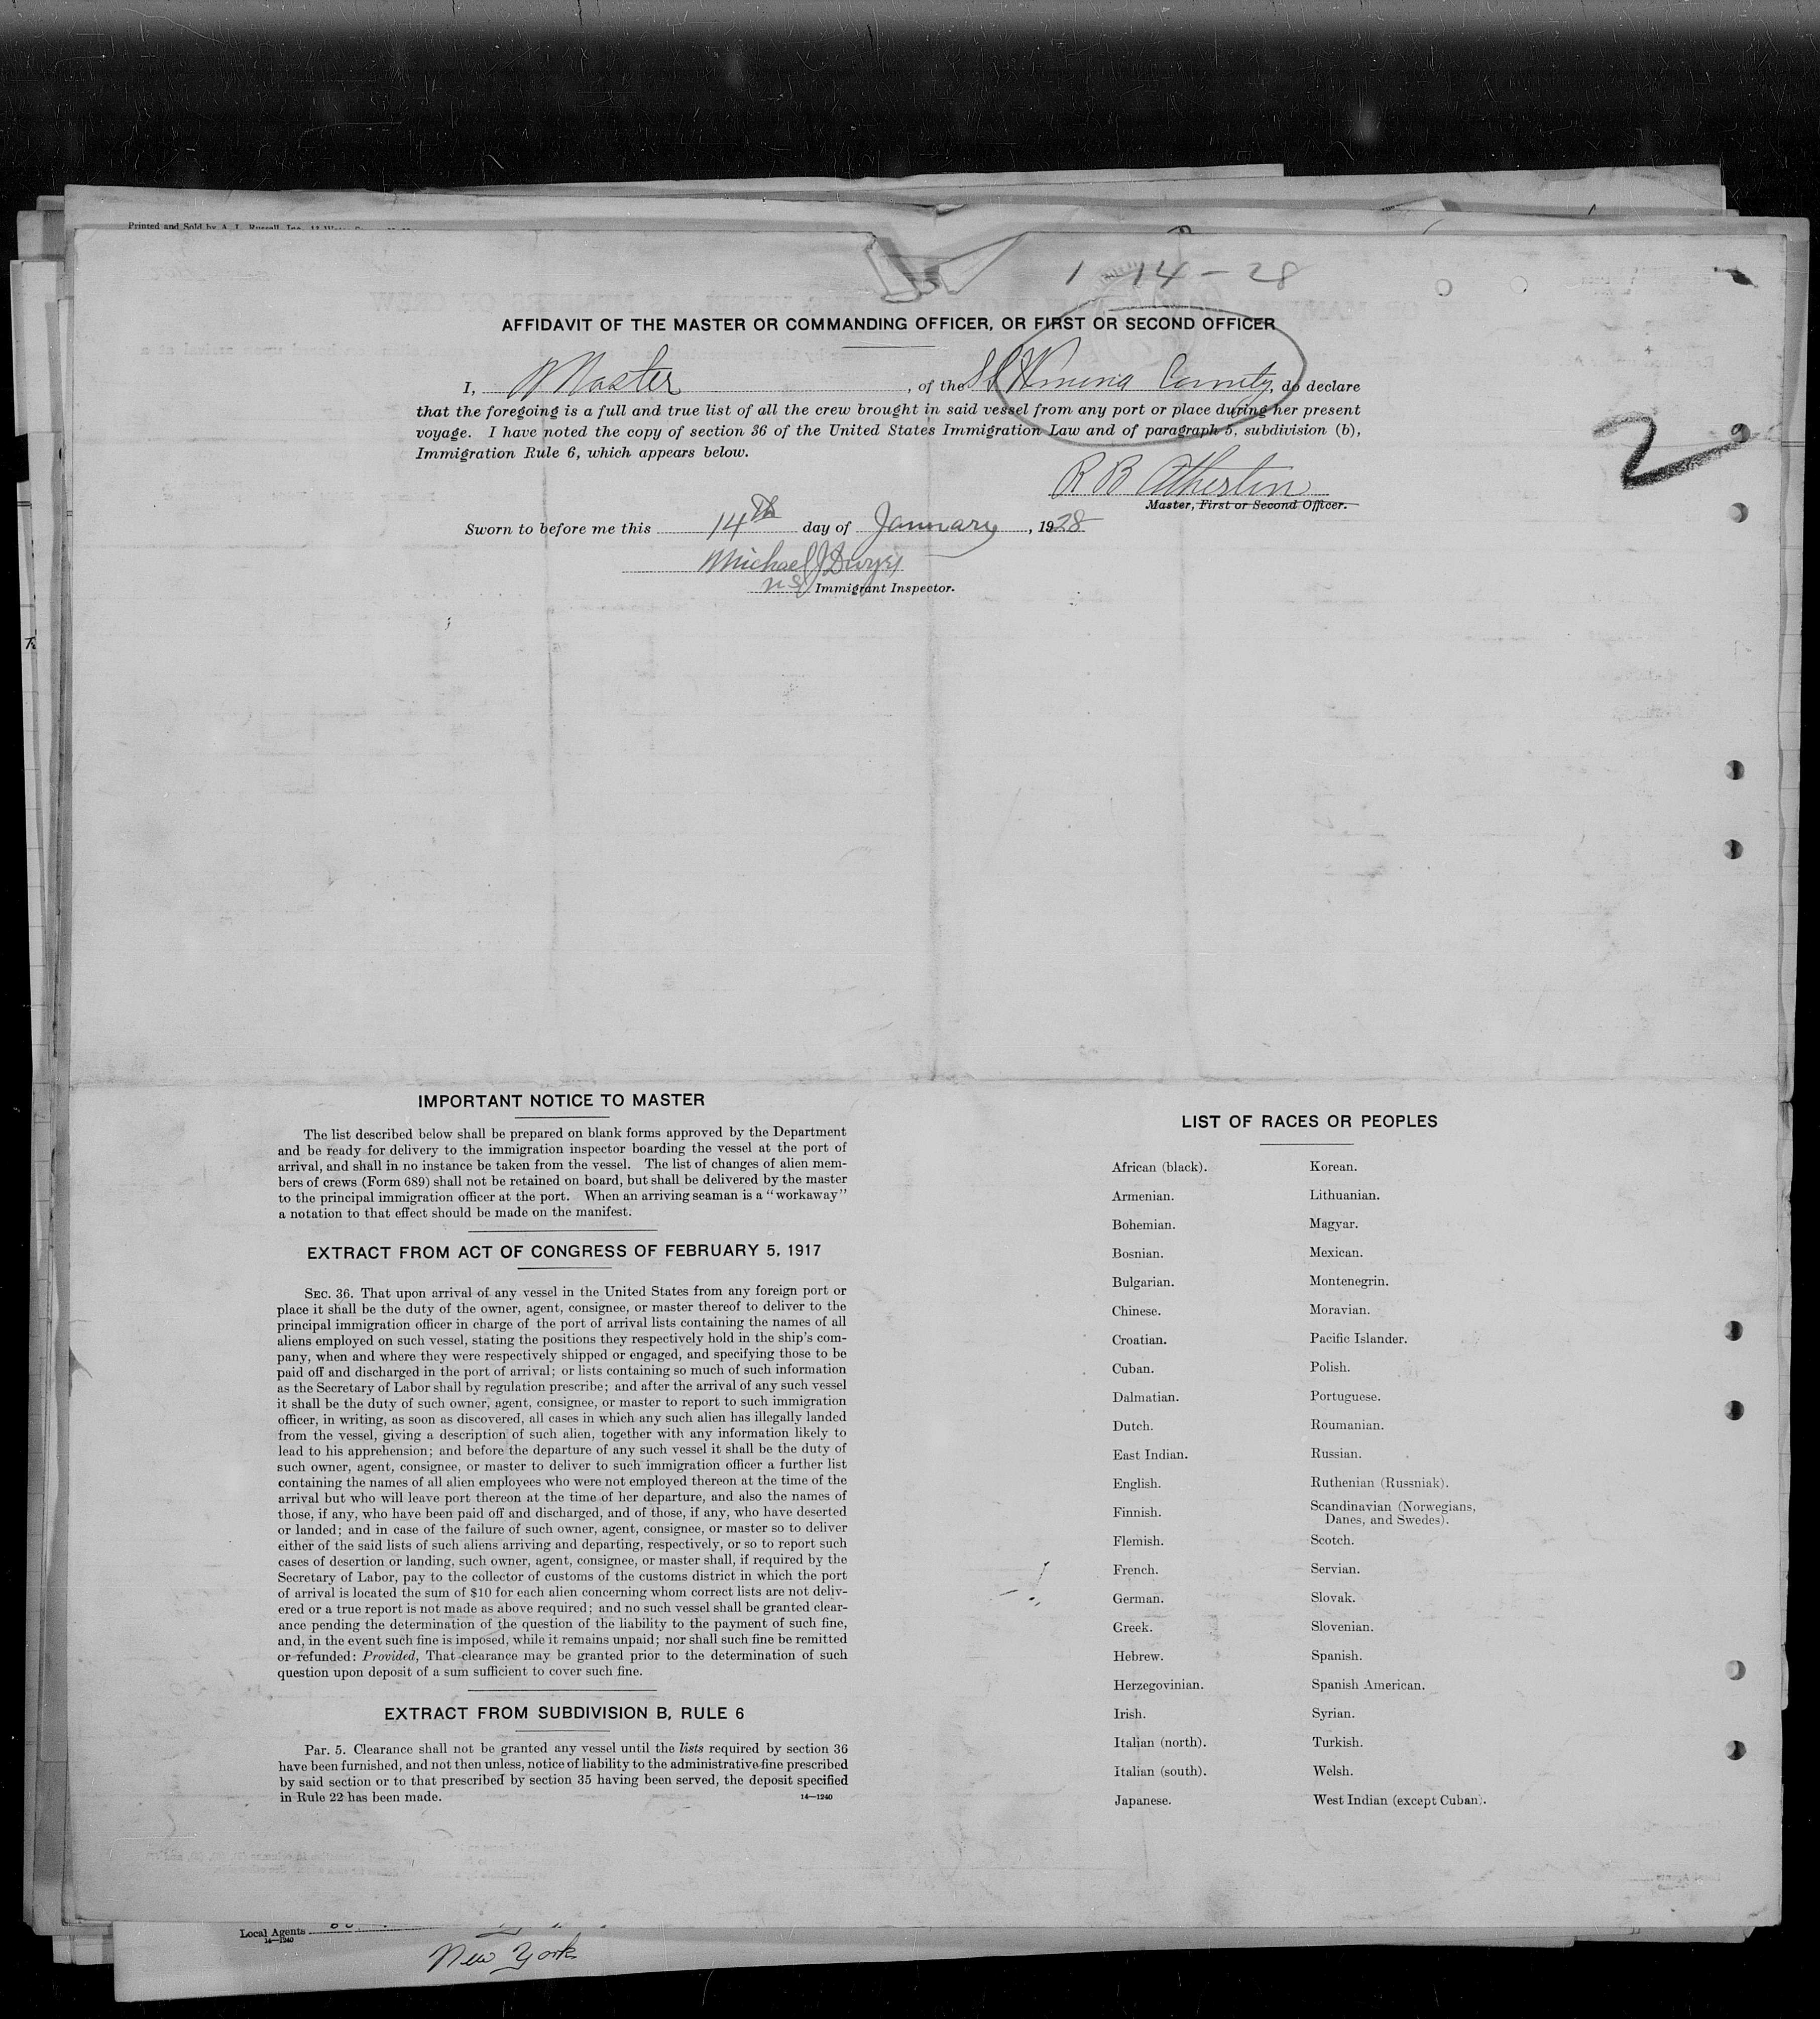 Printed and Sold by A. L. Russell, Inc.
1 14 - 28
AFFIDAVIT OF THE MASTER OR COMMANDING OFFICER, OR FIRST OR SECOND OFFICER
I, Master, of the SS County, do declare
that the foregoing is a full and true list of all the crew brought in said vessel from any port or place during her present
voyage. I have noted the copy of section 36 of the United States Immigration Law and of paragraph 5, subdivision (b),
Immigration Rule 6, which appears below.
2
R B Atherton
Master, First or Second Officer.
Sworn to before me this 14th day of January, 1928
Michael J Dwyer
U S Immigrant Inspector.
IMPORTANT NOTICE TO MASTER
The list described below shall be prepared on blank forms approved by the Department
and be ready for delivery to the immigration inspector boarding the vessel at the port of
arrival, and shall in no instance be taken from the vessel. The list of changes of alien mem-
bers of crews (Form 689) shall not be retained on board, but shall be delivered by the master
to the principal immigration officer at the port. When an arriving seaman is a "workaway"
a notation to that effect should be made on the manifest.
EXTRACT FROM ACT OF CONGRESS OF FEBRUARY 5, 1917
SEC. 36. That upon arrival of any vessel in the United States from any foreign port or
place it shall be the duty of the owner, agent, consignee, or master thereof to deliver to the
principal immigration officer in charge of the port of arrival lists containing the names of all
aliens employed on such vessel, stating the positions they respectively hold in the ship's com-
pany, when and where they were respectively shipped or engaged, and specifying those to be
paid off and discharged in the port of arrival; or lists containing so much of such information
as the Secretary of Labor shall by regulation prescribe; and after the arrival of any such vessel
it shall be the duty of such owner, agent, consignee, or master to report to such immigration
officer, in writing, as soon as discovered, all cases in which any such alien has illegally landed
from the vessel, giving a description of such alien, together with any information likely to
lead to his apprehension; and before the departure of any such vessel it shall be the duty of
such owner, agent, consignee, or master to deliver to such immigration officer a further list
containing the names of all alien employees who were not employed thereon at the time of the
arrival but who will leave port thereon at the time of her departure, and also the names of
those, if any, who have been paid off and discharged, and of those, if any, who have deserted
or landed; and in case of the failure of such owner, agent, consignee, or master so to deliver
either of the said lists of such aliens arriving and departing, respectively, or so to report such
cases of desertion or landing, such owner, agent, consignee, or master shall, if required by the
Secretary of Labor, pay to the collector of customs of the customs district in which the port
of arrival is located the sum of $10 for each alien concerning whom correct lists are not deliv-
ered or a true report is not made as above required; and no such vessel shall be granted clear-
ance pending the determination of the question of the liability to the payment of such fine,
and, in the event such fine is imposed, while it remains unpaid; nor shall such fine be remitted
or refunded: Provided, That clearance may be granted prior to the determination of such
question upon deposit of a sum sufficient to cover such fine.
EXTRACT FROM SUBDIVISION B, RULE 6
Par. 5. Clearance shall not be granted any vessel until the lists required by section 36
have been furnished, and not then unless, notice of liability to the administrative fine prescribed
by said section or to that prescribed by section 35 having been served, the deposit specified
in Rule 22 has been made.
14—1240
LIST OF RACES OR PEOPLES
African (black).
Armenian.
Bohemian.
Bosnian.
Bulgarian.
Chinese.
Croatian.
Cuban.
Dalmatian.
Dutch.
East Indian.
English.
Finnish.
Flemish.
French.
German.
Greek.
Hebrew.
Herzegovinian.
Irish.
Italian (north).
Italian (south).
Japanese.
Korean.
Lithuanian.
Magyar.
Mexican.
Montenegrin.
Moravian.
Pacific Islander.
Polish.
Portuguese.
Roumanian.
Russian.
Ruthenian (Russniak).
Scandinavian (Norwegians,
Danes, and Swedes).
Scotch.
Servian.
Slovak.
Slovenian.
Spanish.
Spanish American.
Syrian.
Turkish.
Welsh.
West Indian (except Cuban).
Local Agents
14—1240
New York